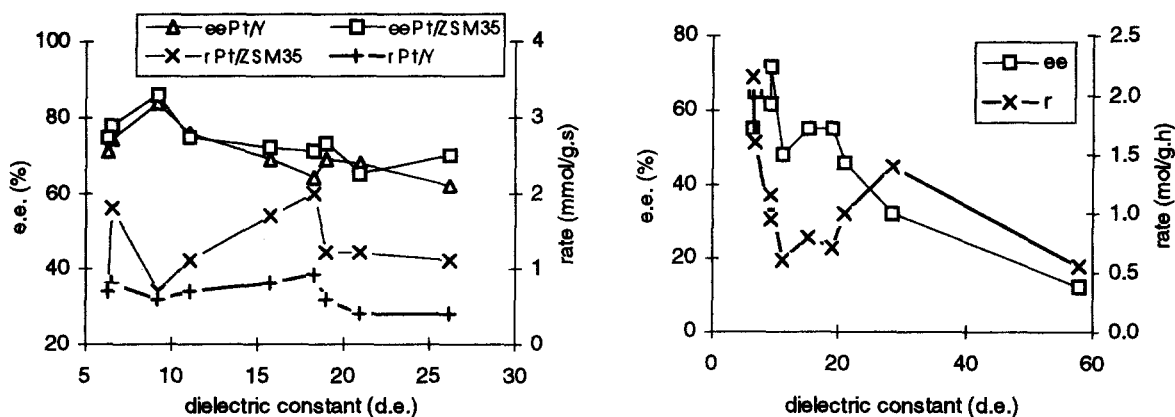 eePt/Y
eePt/ZSM35
r Pt/ZSM35
r Pt/Y
100
80
60
40
20
e.e. (%)
4
3
2
1
0
rate (mmol/g.s)
5
10
15
20
25
30
dielectric constant (d.e.)
ee
r
80
60
40
20
0
e.e. (%)
2.5
2.0
1.5
1.0
0.5
0.0
rate (mol/g.h)
0
20
40
60
dielectric constant (d.e.)